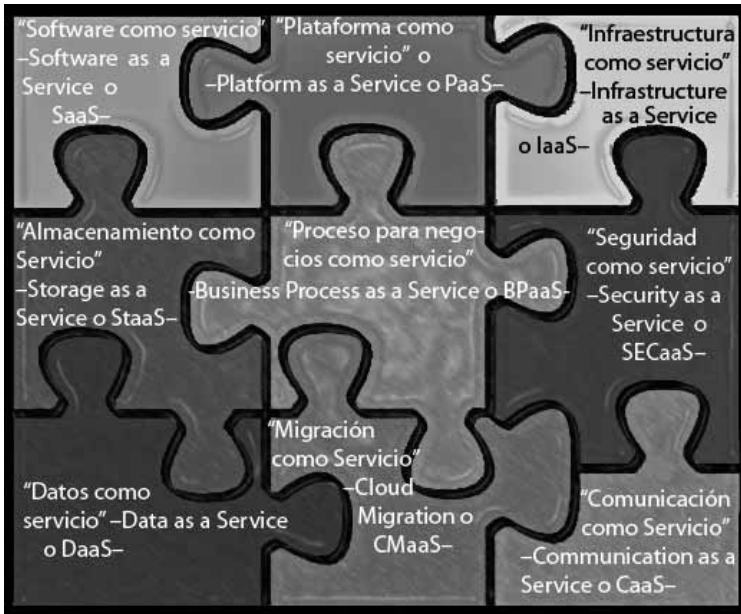 “Software como servicio”
–Software as a
Service o
SaaS–
“Plataforma como
servicio” o
–Platform as a Service o PaaS–
“Infraestructura
como servicio”
–Infrastructure
as a Service
o IaaS–
“Almacenamiento como
Servicio”
–Storage as a
Service o StaaS–
“Proceso para nego-
cios como servicio”
-Business Process as a Service o BPaaS-
“Seguridad
como servicio”
–Security as a
Service o
SECaaS–
“Datos como
servicio” –Data as a Service
o DaaS–
“Migración
como Servicio”
–Cloud
Migration o
CMaaS–
“Comunicación
como Servicio”
–Communication as a
Service o CaaS–